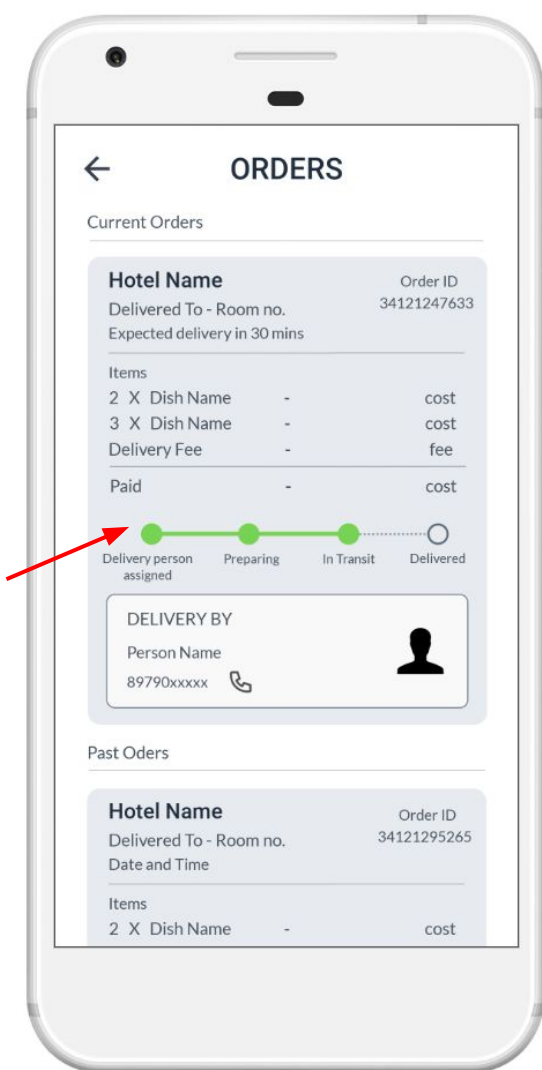 ORDERS
Current Orders
Hotel Name
Order ID
Delivered To - Room no.
34121247633
Expected delivery in 30 mins
Items
2 X Dish Name - cost
3 X Dish Name - cost
Delivery Fee - fee
Paid - cost
Delivery person assigned
Preparing
In Transit
Delivered
DELIVERY BY
Person Name
89790xxxxx
Past Oders
Hotel Name
Order ID
Delivered To - Room no.
34121295265
Date and Time
Items
2 X Dish Name - cost